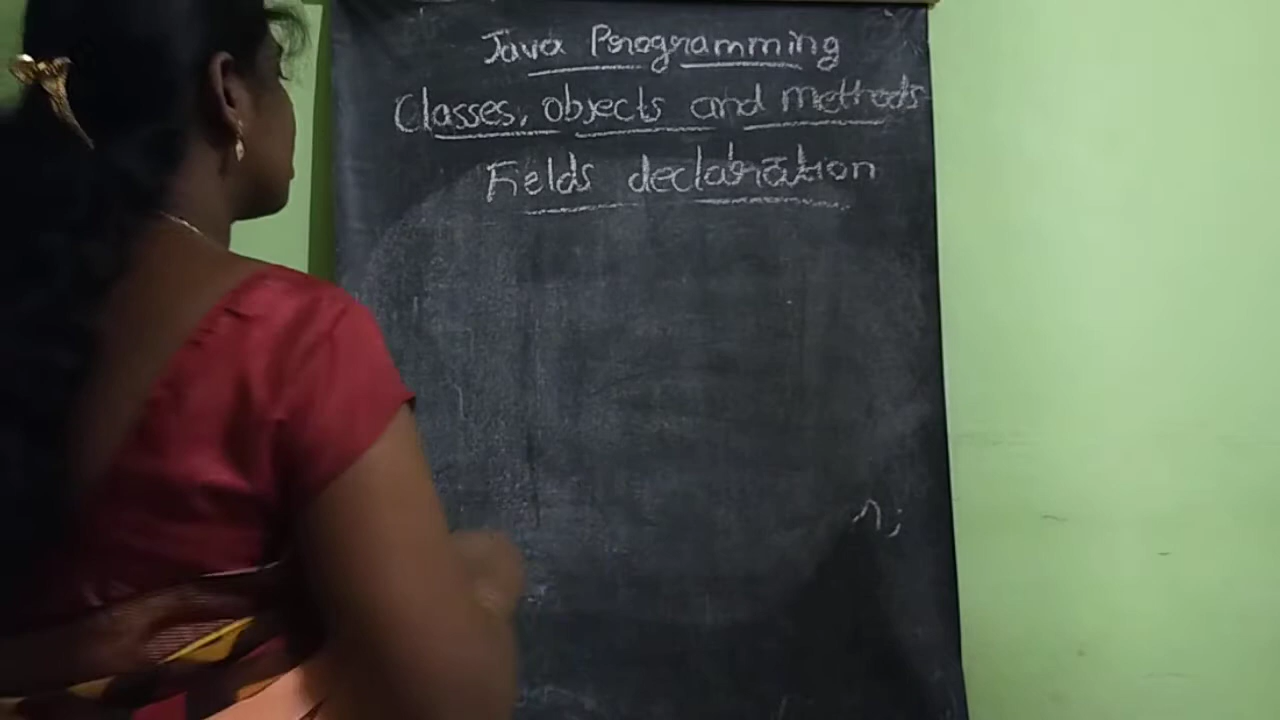 Java Programming
Classes, objects and methods
Fields declaration
n;